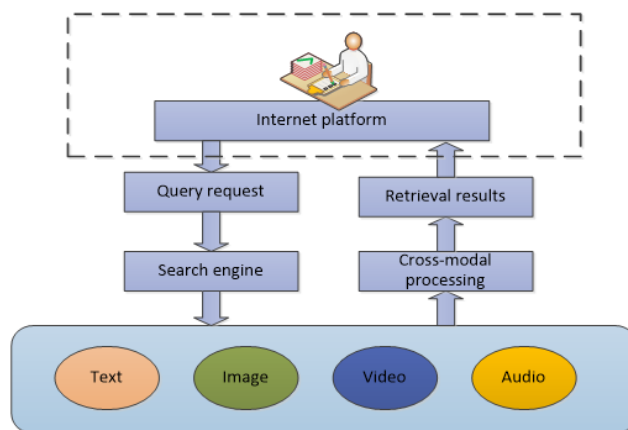 Internet platform
Query request
Retrieval results
Search engine
Cross-modal
processing
Text
Image
Video
Audio